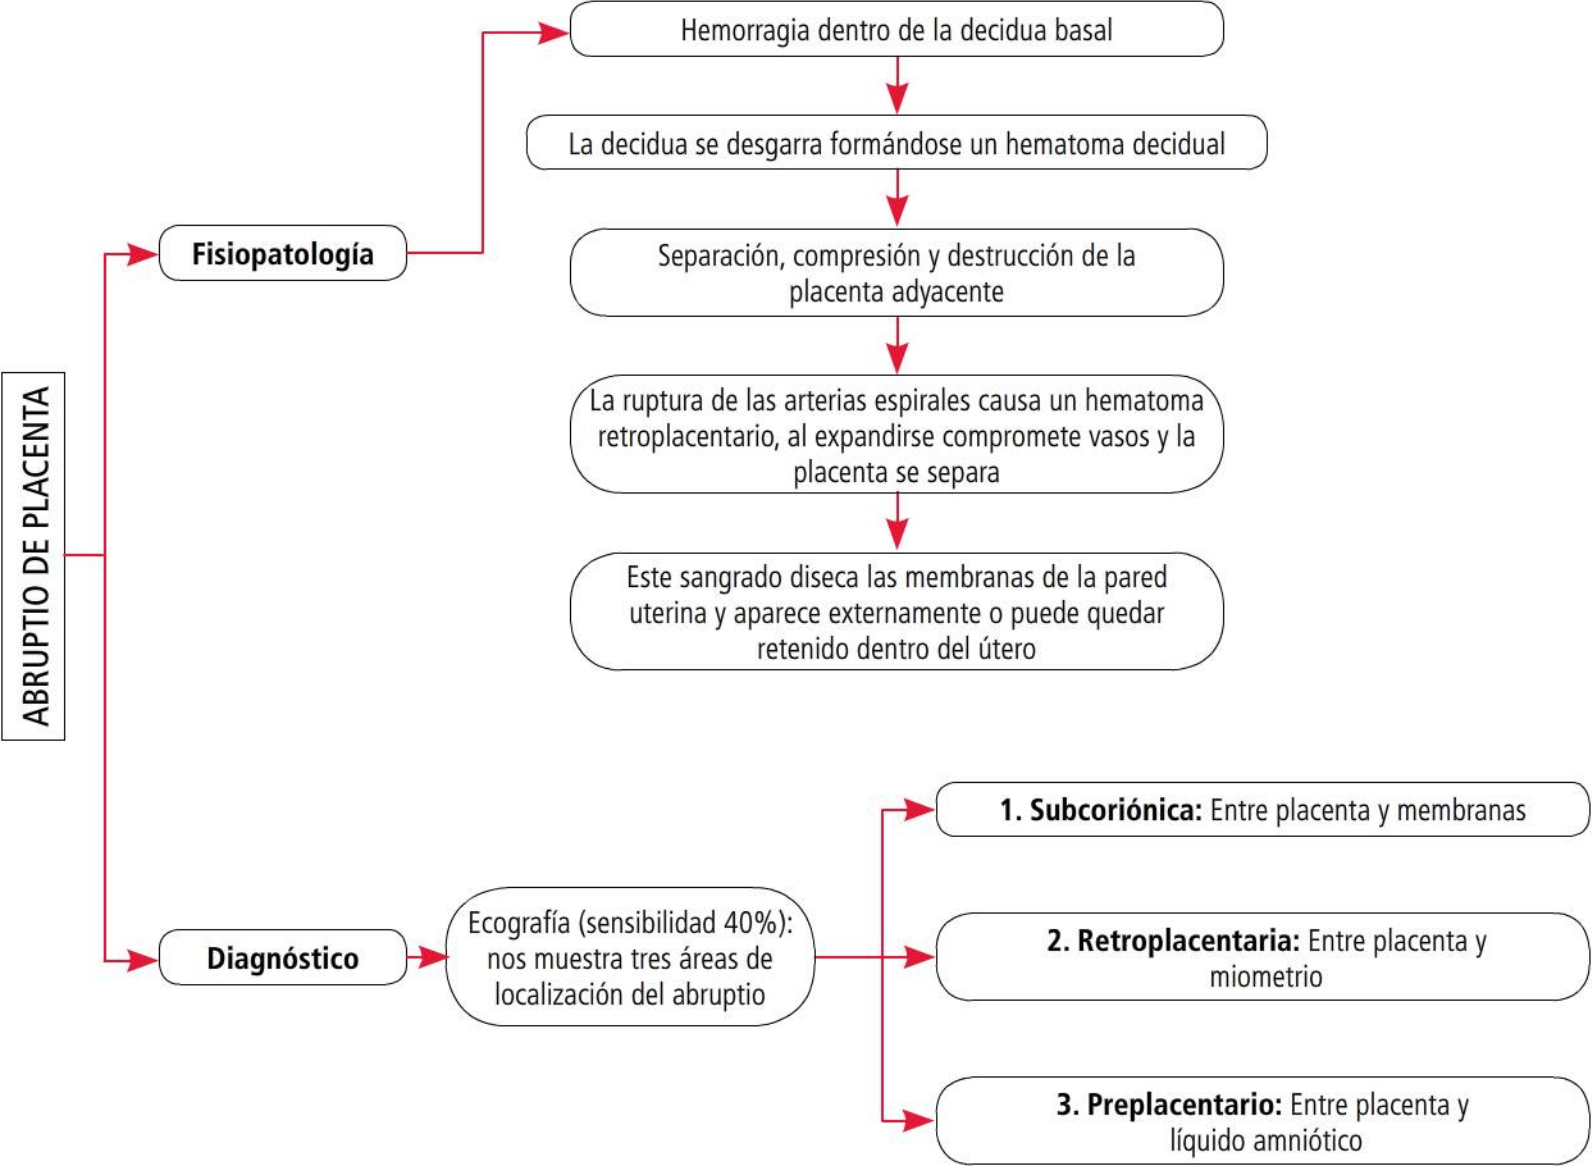 ABRUPTIO DE PLACENTA
Fisiopatología
Hemorragia dentro de la decidua basal
La decidua se desgarra formándose un hematoma decidual
Separación, compresión y destrucción de la
placenta adyacente
La ruptura de las arterias espirales causa un hematoma
retroplacentario, al expandirse compromete vasos y la
placenta se separa
Este sangrado diseca las membranas de la pared
uterina y aparece externamente o puede quedar
retenido dentro del útero
Diagnóstico
Ecografía (sensibilidad 40%):
nos muestra tres áreas de
localización del abruptio
1. Subcoriónica: Entre placenta y membranas
2. Retroplacentaria: Entre placenta y
miometrio
3. Preplacentario: Entre placenta y
líquido amniótico